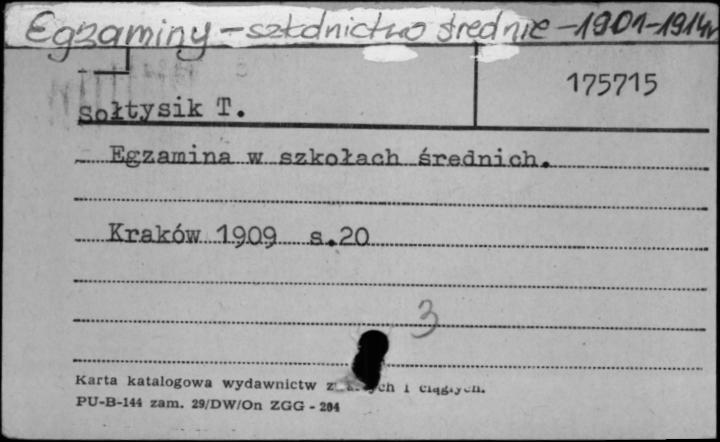 Egzaminy – szkolnictwo średnie – 1901–1914r
175715
Sołtysik T.
Egzamina w szkołach średnich.
Kraków 1909 s.20
3
Karta katalogowa wydawnictw i ciągłych.
PU-B-144 zam. 29/DW/On ZGG - 204